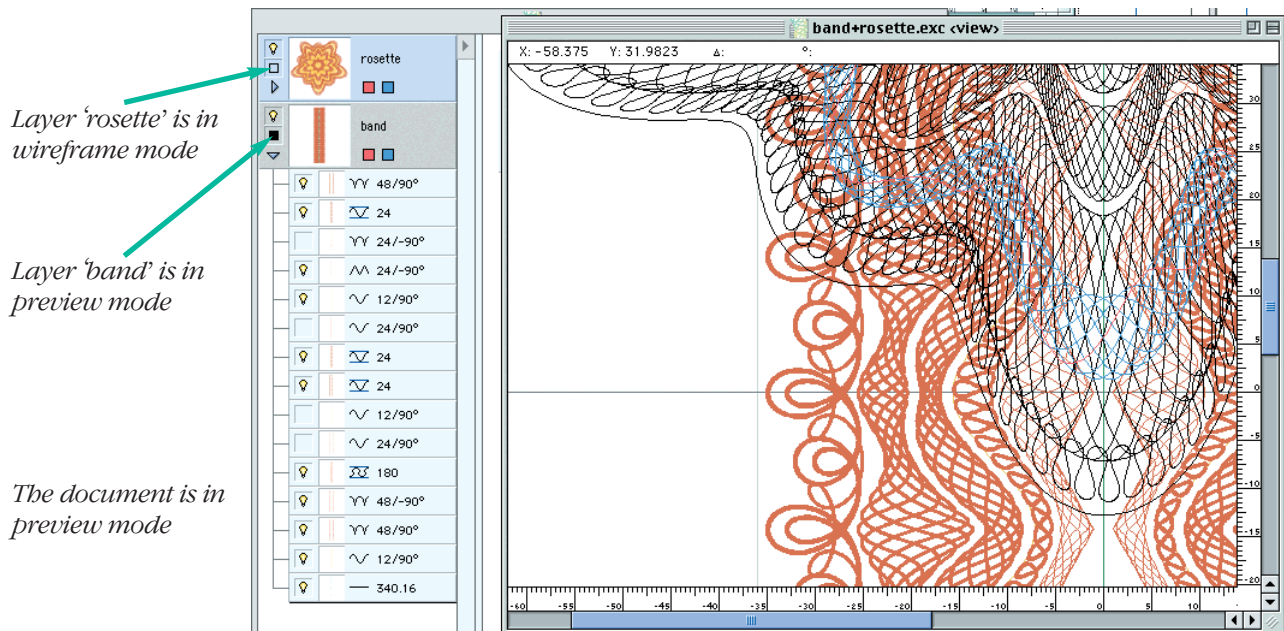 band+rosette.exc <view>
X: -58.375 Y: 31.9823 Δ: °:
rosette
band
Layer 'rosette' is in
wireframe mode
Layer 'band' is in
preview mode
The document is in
preview mode
48/90°
24
24/-90°
24/-90°
12/90°
24/90°
24
24
12/90°
24/90°
180
48/-90°
48/90°
12/90°
340.16
30
25
20
15
10
5
0
-5
-10
-15
-20
-60 -55 -50 -45 -40 -35 -30 -25 -20 -15 -10 -5 0 5 10